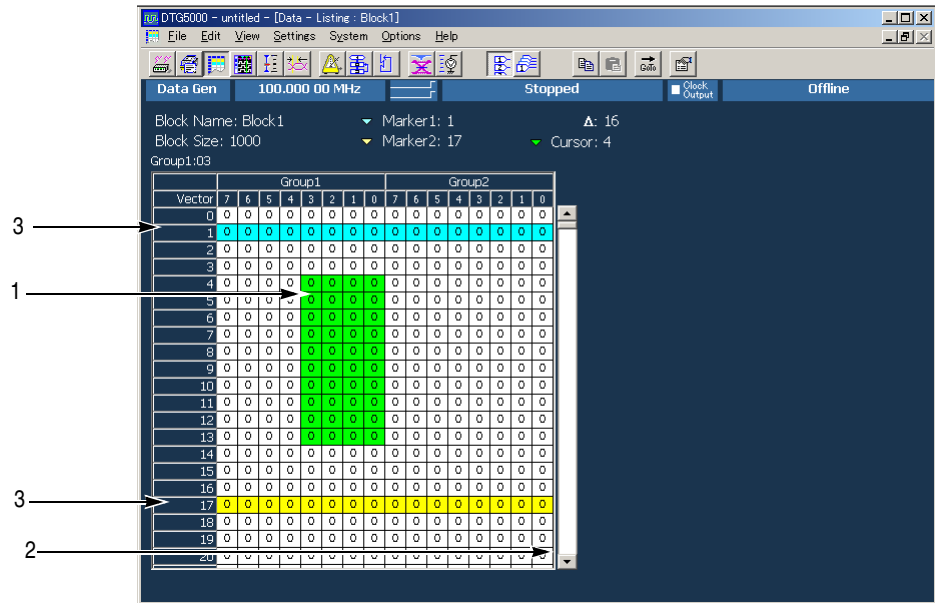 DTG5000 - untitled - [Data - Listing : Block1]
File Edit View Settings System Options Help
GoTo
Data Gen 100.000 00 MHz Stopped Clock Output Offline
Block Name: Block1 Marker1: 1 Δ: 16
Block Size: 1000 Marker2: 17 Cursor: 4
Group1:03
Group1 Group2
Vector 7 6 5 4 3 2 1 0 7 6 5 4 3 2 1 0
0 0 0 0 0 0 0 0 0 0 0 0 0 0 0 0 0
3 1 0 0 0 0 0 0 0 0 0 0 0 0 0 0 0 0
2 0 0 0 0 0 0 0 0 0 0 0 0 0 0 0 0
3 0 0 0 0 0 0 0 0 0 0 0 0 0 0 0 0
4 0 0 0 0 0 0 0 0 0 0 0 0 0 0 0 0
1 5 0 0 0 0 0 0 0 0 0 0 0 0 0 0 0 0
6 0 0 0 0 0 0 0 0 0 0 0 0 0 0 0 0
7 0 0 0 0 0 0 0 0 0 0 0 0 0 0 0 0
8 0 0 0 0 0 0 0 0 0 0 0 0 0 0 0 0
9 0 0 0 0 0 0 0 0 0 0 0 0 0 0 0 0
10 0 0 0 0 0 0 0 0 0 0 0 0 0 0 0 0
11 0 0 0 0 0 0 0 0 0 0 0 0 0 0 0 0
12 0 0 0 0 0 0 0 0 0 0 0 0 0 0 0 0
13 0 0 0 0 0 0 0 0 0 0 0 0 0 0 0 0
14 0 0 0 0 0 0 0 0 0 0 0 0 0 0 0 0
15 0 0 0 0 0 0 0 0 0 0 0 0 0 0 0 0
16 0 0 0 0 0 0 0 0 0 0 0 0 0 0 0 0
3 17 0 0 0 0 0 0 0 0 0 0 0 0 0 0 0 0
18 0 0 0 0 0 0 0 0 0 0 0 0 0 0 0 0
19 0 0 0 0 0 0 0 0 0 0 0 0 0 0 0 0
2 20 0 0 0 0 0 0 0 0 0 0 0 0 0 0 0 0